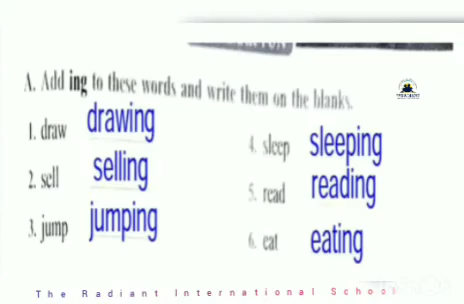 A. Add ing to these words and write them on the blanks.
1. draw drawing
2. sell selling
3. jump jumping
4. sleep sleeping
5. read reading
6. eat eating
The Radiant International School